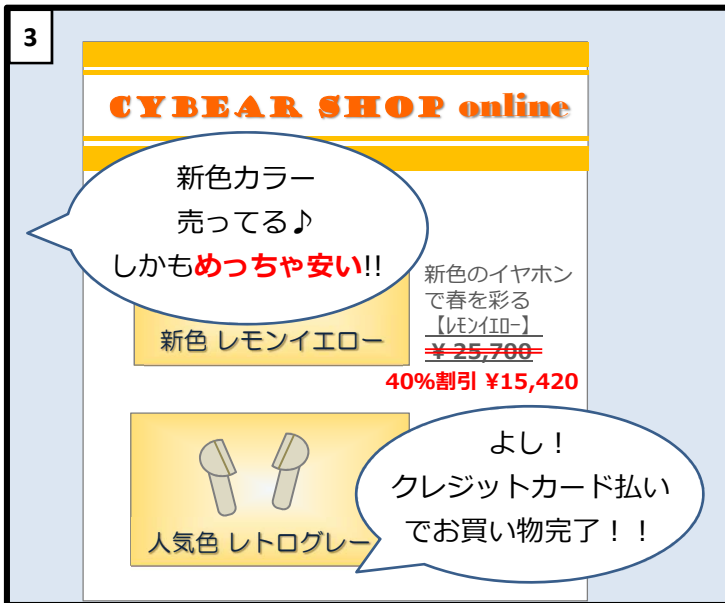 3
CYBEAR SHOP online
新色カラー
売ってる♪
しかもめっちゃ安い!!
新色 レモンイエロー
新色のイヤホン
で春を彩る
【ﾚﾓﾝｲｴﾛｰ】
¥ 25,700
40%割引 ¥15,420
人気色 レトログレー
よし！
クレジットカード払い
でお買い物完了！！